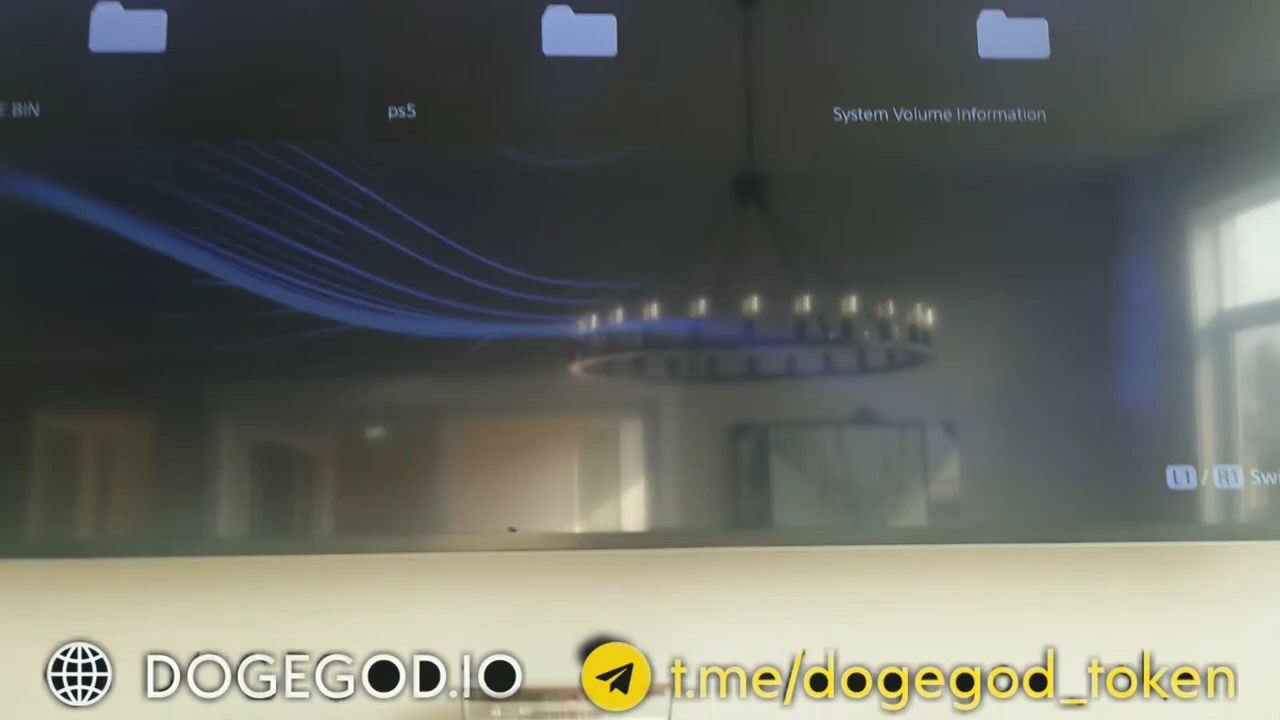 E.BIN
ps5
System Volume Information
L1 / R1
DOGEGOD.IO
t.me/dogegod_token